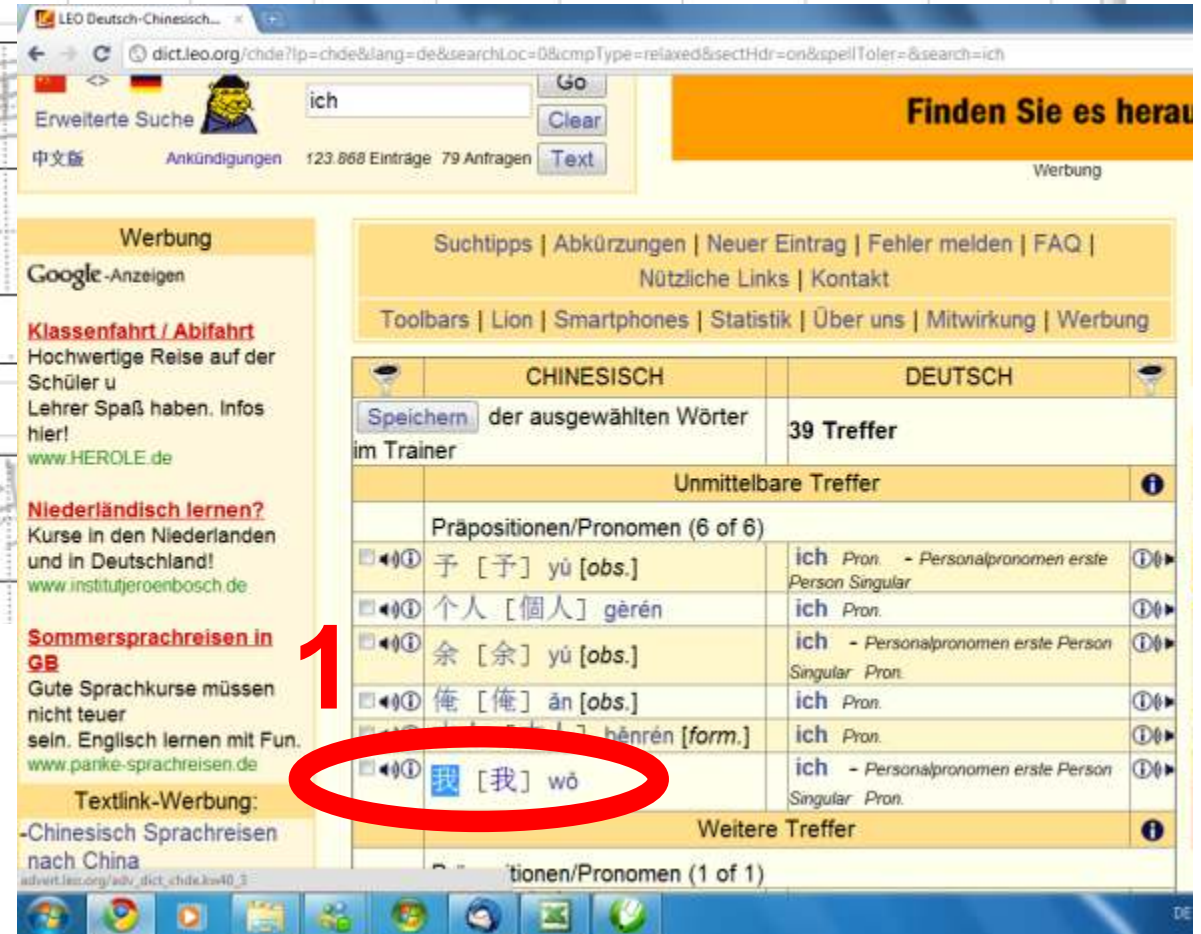 LEO Deutsch-Chinesisch...
dict.leo.org/chde?lp=chde&lang=de&searchLoc=0&cmpType=relaxed&sectHdr=on&spellToler=&search=ich
<>
ich
Go
Erweiterte Suche
Clear
中文版 Ankündigungen 123.868 Einträge 79 Anfragen Text
Finden Sie es herau
Werbung
Werbung
Google-Anzeigen
Klassenfahrt / Abifahrt
Hochwertige Reise auf der
Schüler u
Lehrer Spaß haben. Infos
hier!
www.HEROLE.de
Niederländisch lernen?
Kurse in den Niederlanden
und in Deutschland!
www.institutjeroenbosch.de
Sommersprachreisen in
GB
Gute Sprachkurse müssen
nicht teuer
sein. Englisch lernen mit Fun.
www.panke-sprachreisen.de
Textlink-Werbung:
-Chinesisch Sprachreisen
nach China
advert.leo.org/adv_dict_chde.kw40_3
Suchtipps | Abkürzungen | Neuer Eintrag | Fehler melden | FAQ |
Nützliche Links | Kontakt
Toolbars | Lion | Smartphones | Statistik | Über uns | Mitwirkung | Werbung
CHINESISCH DEUTSCH
Speichern der ausgewählten Wörter
im Trainer
39 Treffer
Unmittelbare Treffer
Präpositionen/Pronomen (6 of 6)
予 [予] yú [obs.] ich Pron. - Personalpronomen erste
Person Singular
个人 [個人] gèrén ich Pron.
余 [余] yú [obs.] ich - Personalpronomen erste Person
Singular Pron.
俺 [俺] ǎn [obs.] ich Pron.
běnrén [form.] ich Pron.
我 [我] wǒ ich - Personalpronomen erste Person
Singular Pron.
1
Weitere Treffer
tionen/Pronomen (1 of 1)
DE